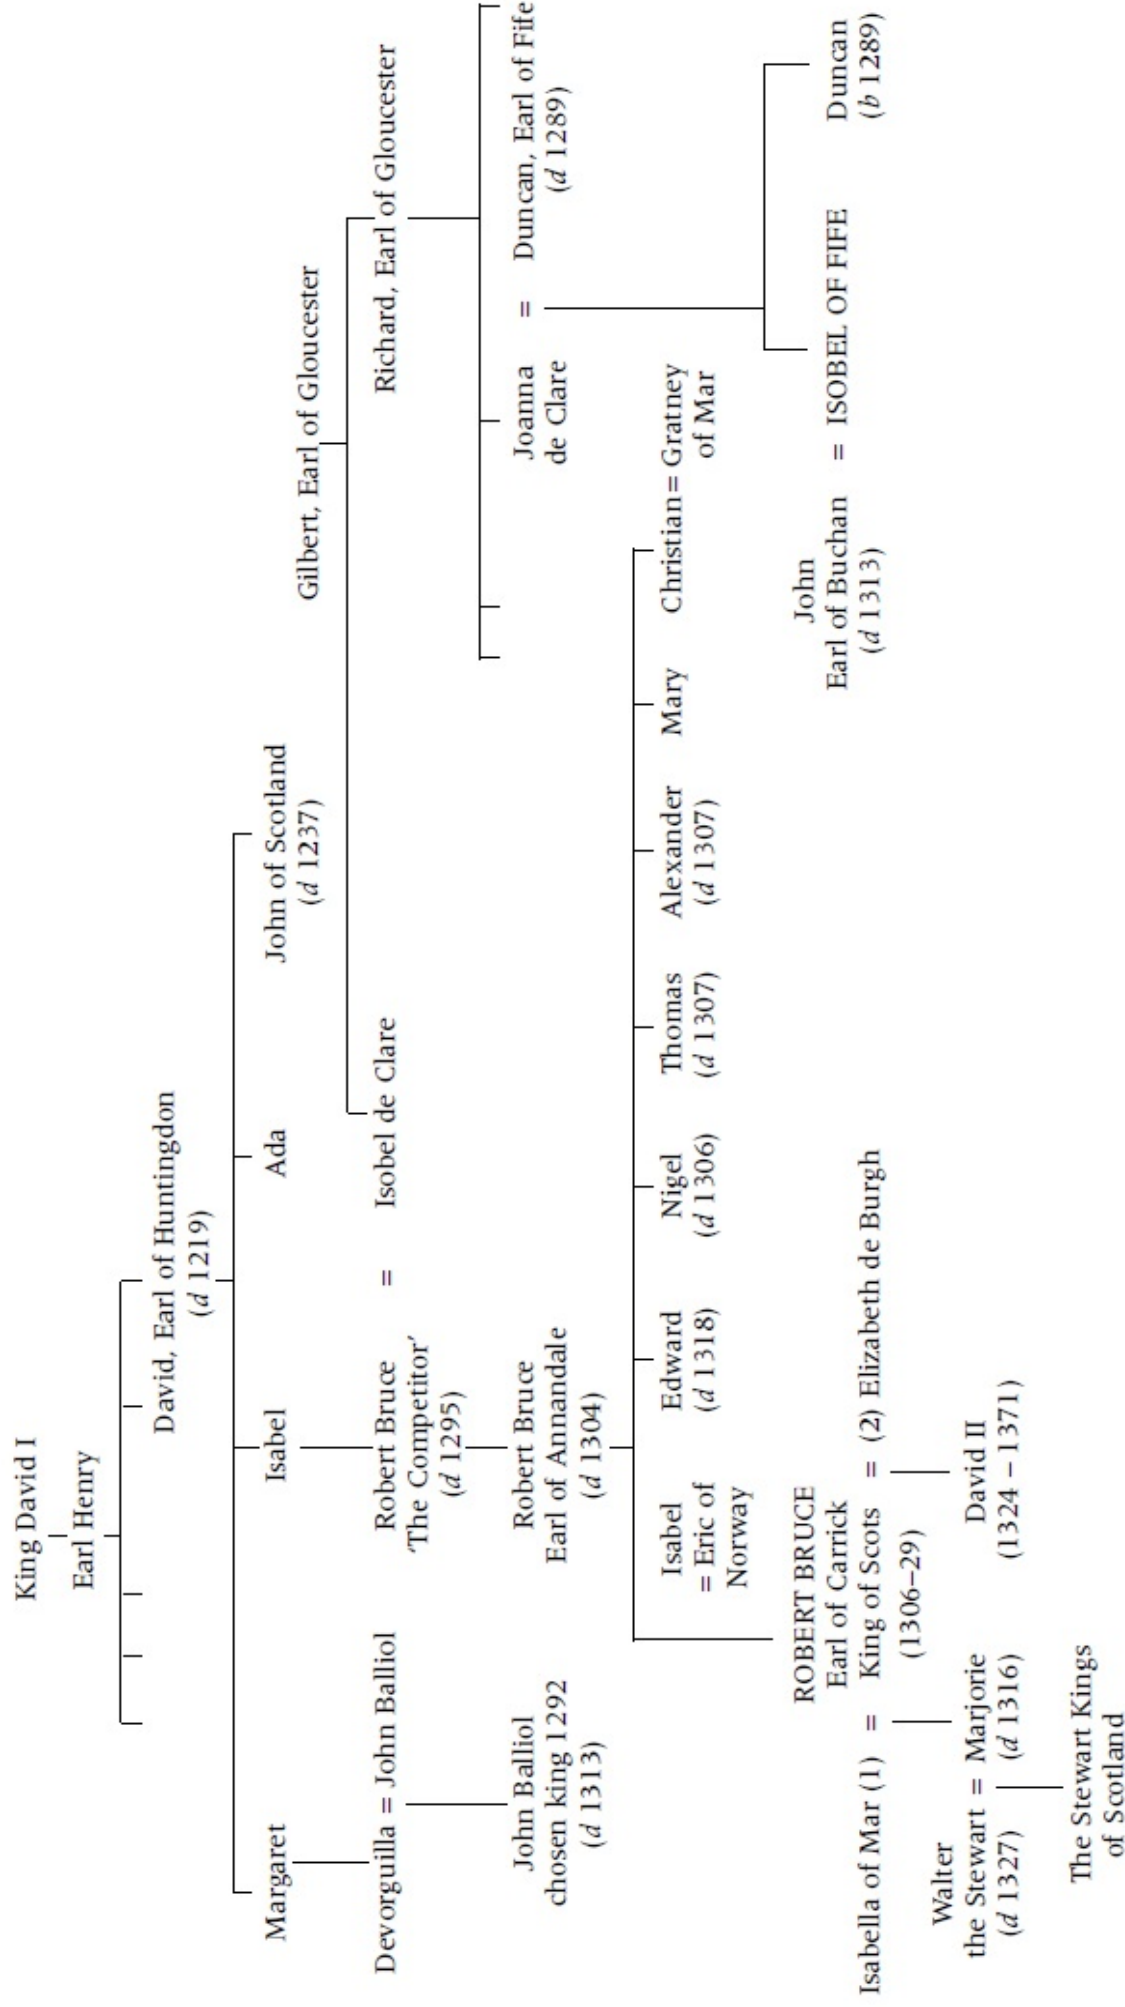 King David I
Earl Henry
David, Earl of Huntingdon
(d 1219)
Margaret
Isabel
Ada
John of Scotland
(d 1237)
Gilbert, Earl of Gloucester
Devorguilla = John Balliol
Robert Bruce
‘The Competitor’
(d 1295)
=
Isobel de Clare
Richard, Earl of Gloucester
John Balliol
chosen king 1292
(d 1313)
Robert Bruce
Earl of Annandale
(d 1304)
Joanna
de Clare
=
Duncan, Earl of Fife
(d 1289)
Isabel
= Eric of
Norway
Edward
(d 1318)
Nigel
(d 1306)
Thomas
(d 1307)
Alexander
(d 1307)
Mary
Christian = Gratney
of Mar
ROBERT BRUCE
Earl of Carrick
Isabella of Mar (1) = King of Scots = (2) Elizabeth de Burgh
(1306–29)
John
Earl of Buchan = ISOBEL OF FIFE
(d 1313)
Duncan
(b 1289)
Walter
the Stewart = Marjorie
(d 1327)
(d 1316)
David II
(1324 – 1371)
The Stewart Kings
of Scotland